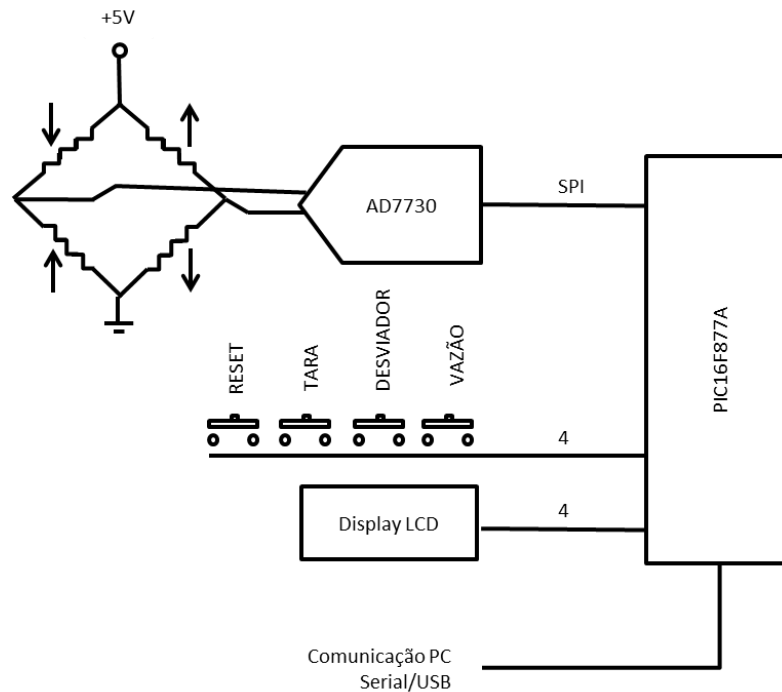 +5V
AD7730
SPI
PIC16F877A
RESET
TARA
DESVIADOR
VAZÃO
4
Display LCD
4
Comunicação PC
Serial/USB